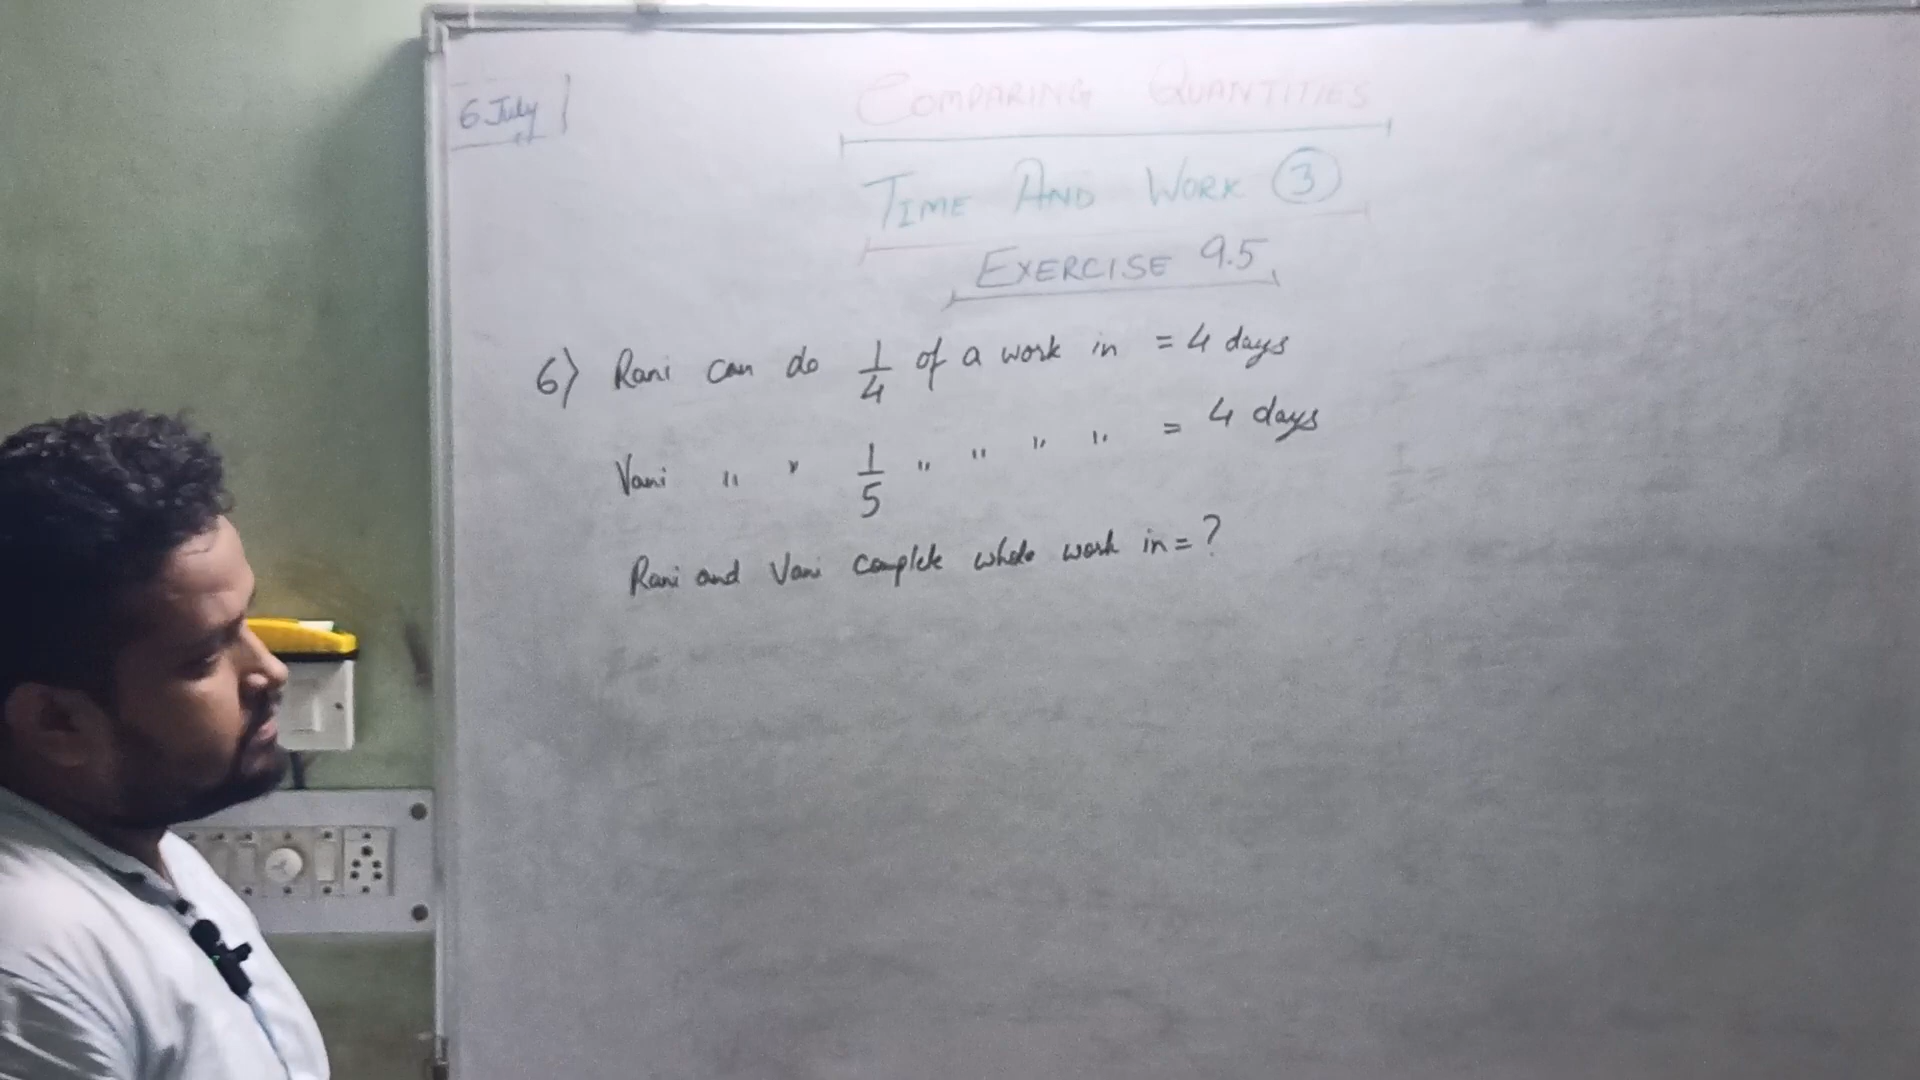 6 July
COMPARING QUANTITIES
TIME AND WORK 3
EXERCISE 9.5
6) Rani can do 1/4 of a work in = 4 days
Vani " " 1/5 " " " " = 4 days
Rani and Vani complete whole work in = ?